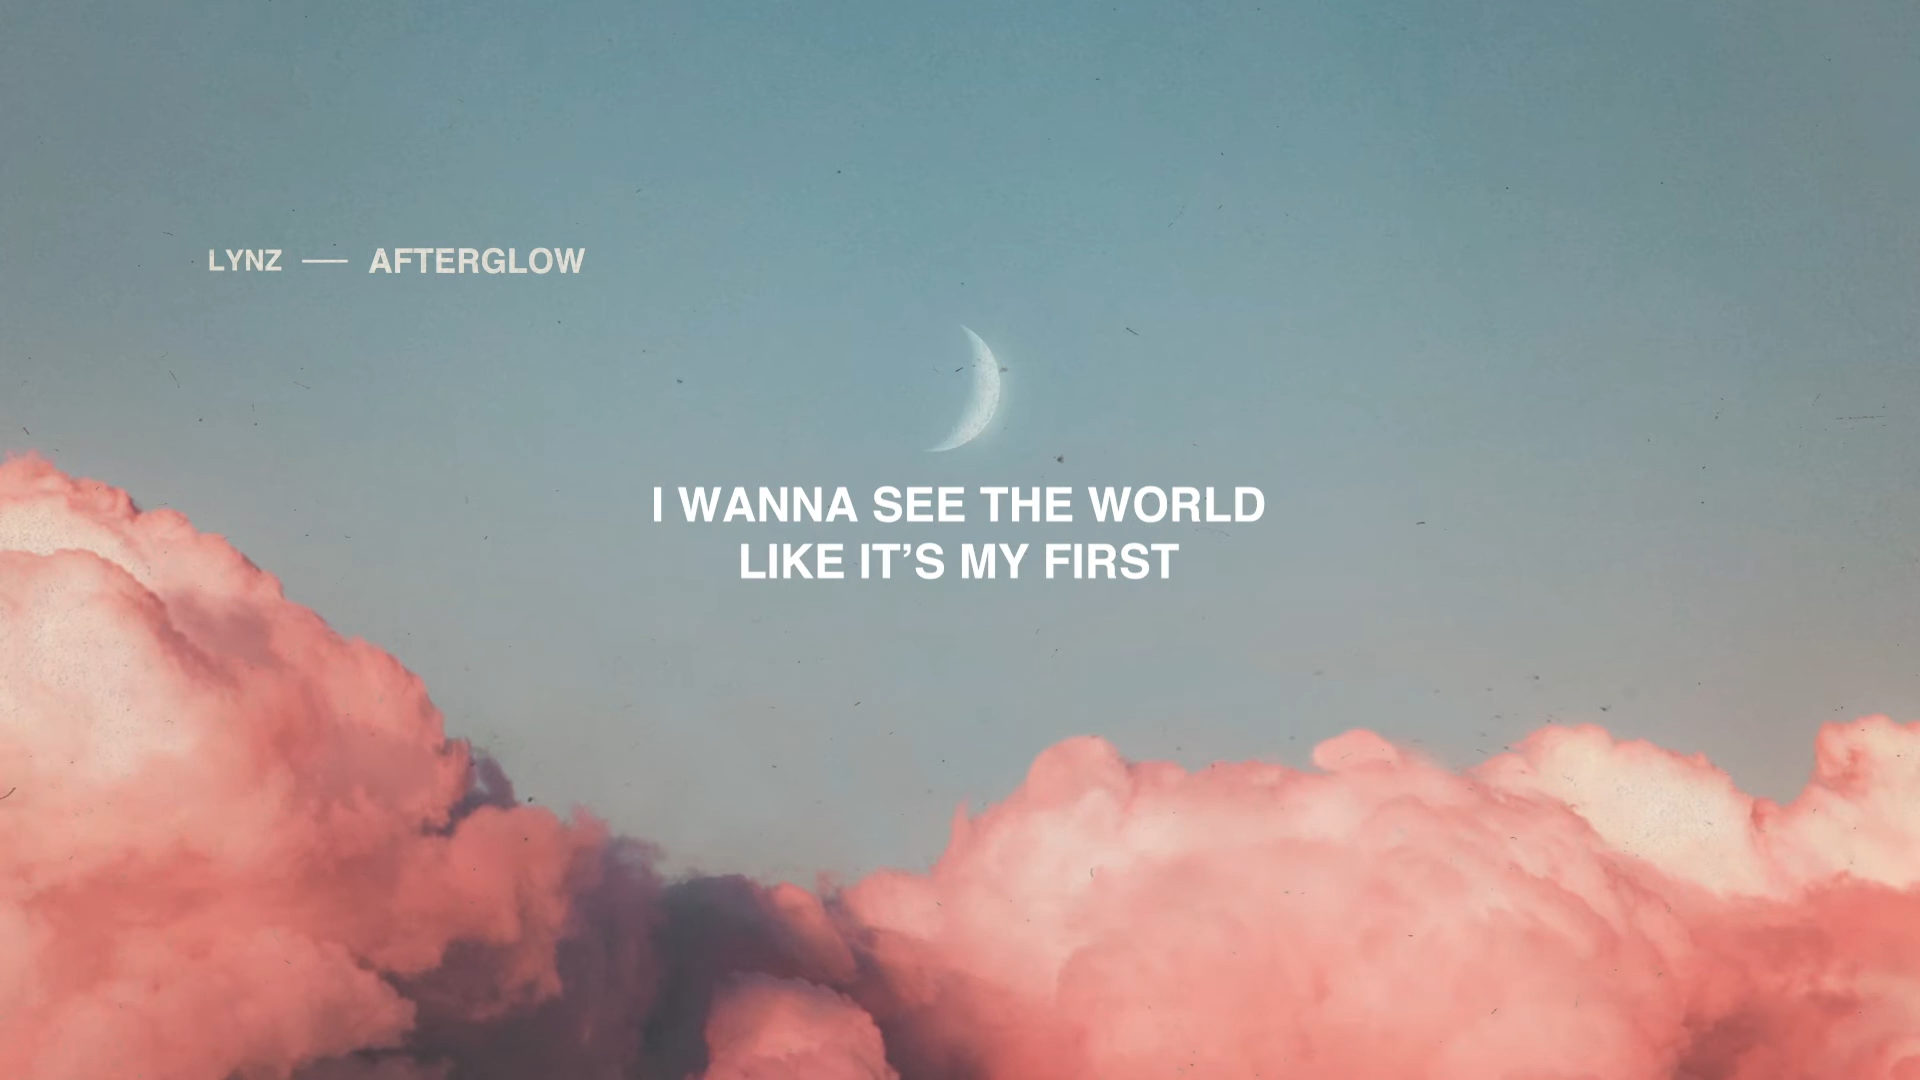 LYNZ — AFTERGLOW
I WANNA SEE THE WORLD
LIKE IT’S MY FIRST